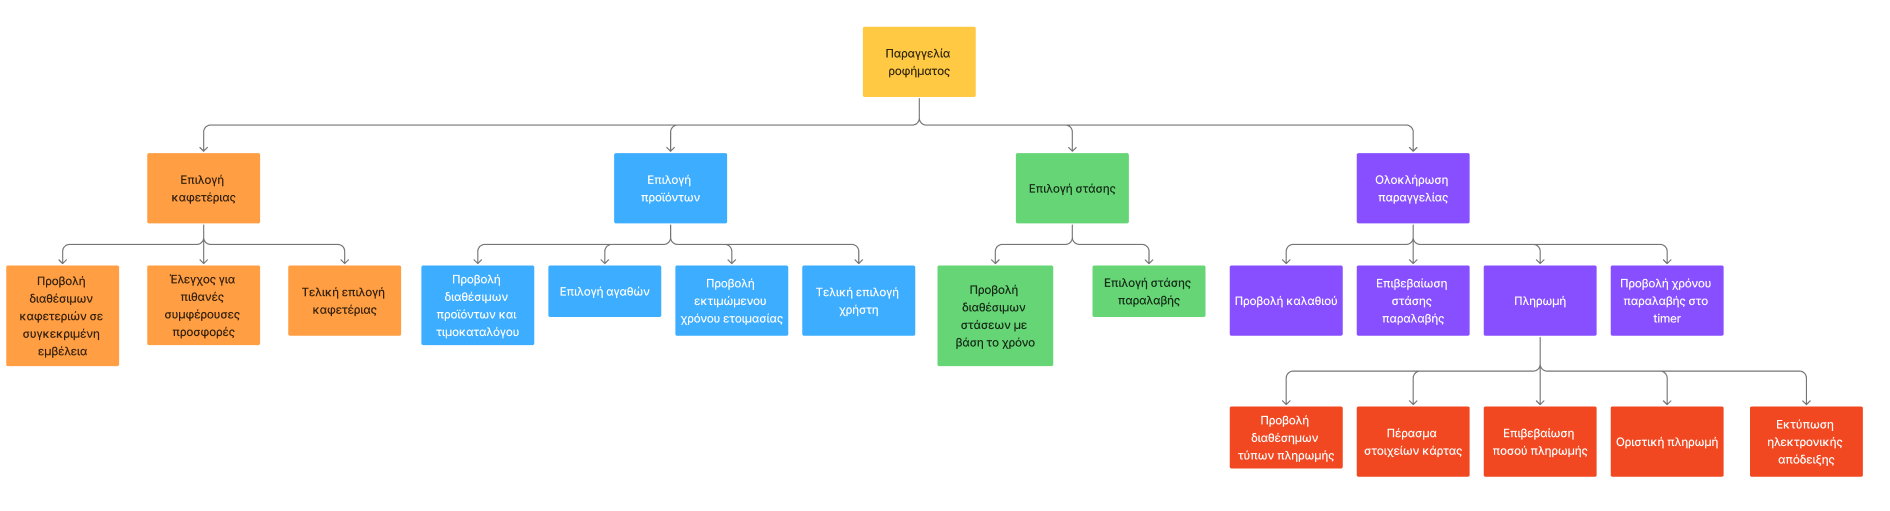 Παραγγελία
ροφήματος
Επιλογή
καφετέριας
Επιλογή
προϊόντων
Επιλογή στάσης
Ολοκλήρωση
παραγγελίας
Προβολή
διαθέσιμων
καφετεριών σε
συγκεκριμένη
εμβέλεια
Έλεγχος για
πιθανές
συμφέρουσες
προσφορές
Τελική επιλογή
καφετέριας
Προβολή
διαθέσιμων
προϊόντων και
τιμοκαταλόγου
Επιλογή αγαθών
Προβολή
εκτιμώμενου
χρόνου ετοιμασίας
Τελική επιλογή
χρήστη
Προβολή
διαθέσιμων
στάσεων με
βάση το χρόνο
Επιλογή στάσης
παραλαβής
Προβολή καλαθιού
Επιβεβαίωση
στάσης
παραλαβής
Πληρωμή
Προβολή χρόνου
παραλαβής στο
timer
Προβολή
διαθέσημων
τύπων πληρωμής
Πέρασμα
στοιχείων κάρτας
Επιβεβαίωση
ποσού πληρωμής
Οριστική πληρωμή
Εκτύπωση
ηλεκτρονικής
απόδειξης